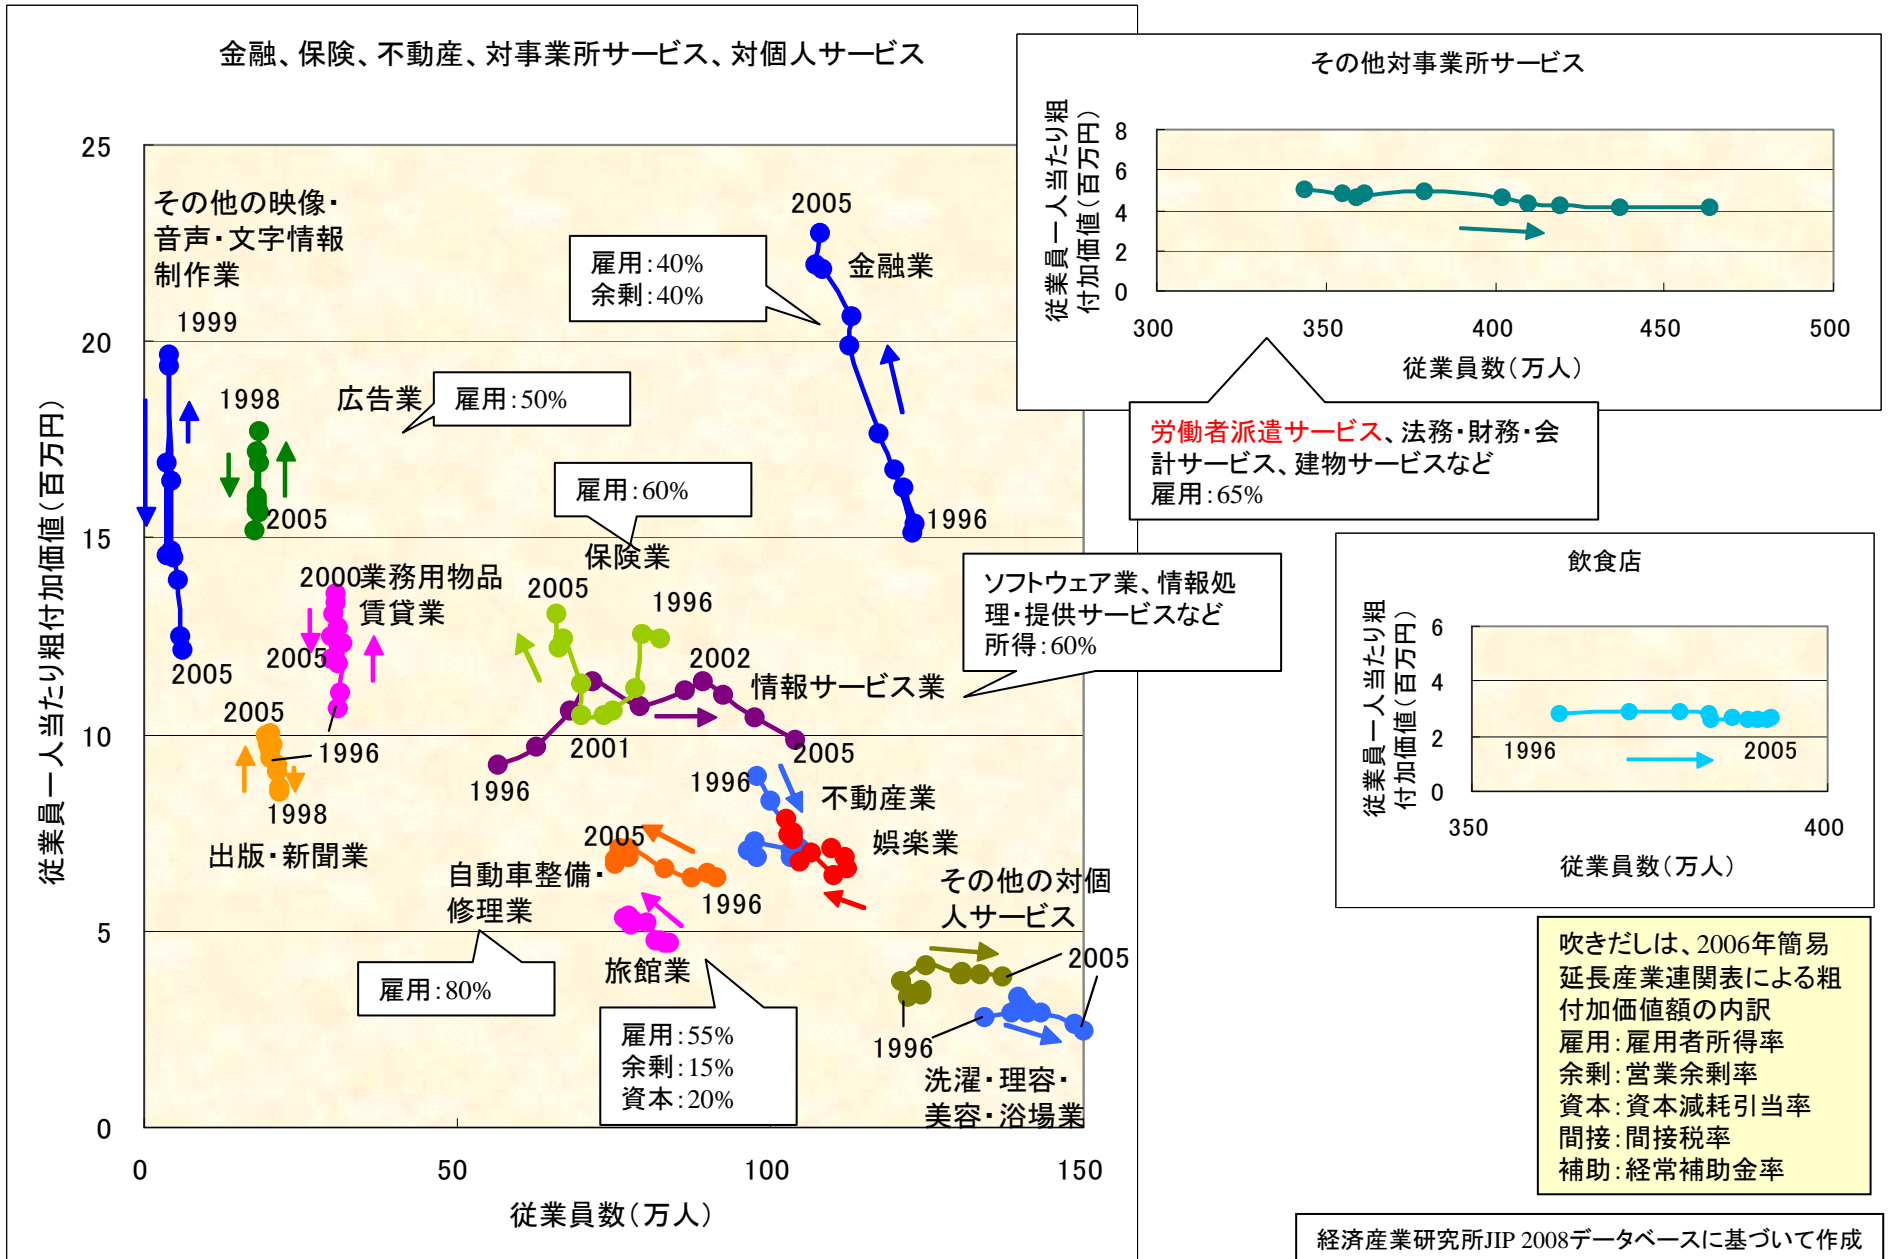 金融、保険、不動産、対事業所サービス、対個人サービス
従業員一人当たり粗付加価値(百万円)
25
20
15
10
5
0
0
50
100
150
従業員数(万人)
その他の映像・
音声・文字情報
制作業
1999
2005
広告業
1998
2005
雇用:50%
2005
金融業
1996
雇用:40%
余剰:40%
雇用:60%
保険業
2005
1996
2001
2000
業務用物品
賃貸業
2005
1996
2005
1998
出版・新聞業
2002
情報サービス業
1996
2005
ソフトウェア業、情報処
理・提供サービスなど
所得:60%
1996
不動産業
娯楽業
2005
自動車整備・
修理業
1996
雇用:80%
旅館業
雇用:55%
余剰:15%
資本:20%
その他の対個
人サービス
2005
1996
洗濯・理容・
美容・浴場業
その他対事業所サービス
従業員一人当たり粗
付加価値(百万円)
8
6
4
2
0
300
350
400
450
500
従業員数(万人)
労働者派遣サービス、法務・財務・会
計サービス、建物サービスなど
雇用:65%
飲食店
従業員一人当たり粗
付加価値(百万円)
6
4
2
0
1996
2005
350
400
従業員数(万人)
吹きだしは、2006年簡易
延長産業連関表による粗
付加価値額の内訳
雇用:雇用者所得率
余剰:営業余剰率
資本:資本減耗引当率
間接:間接税率
補助:経常補助金率
経済産業研究所JIP 2008データベースに基づいて作成